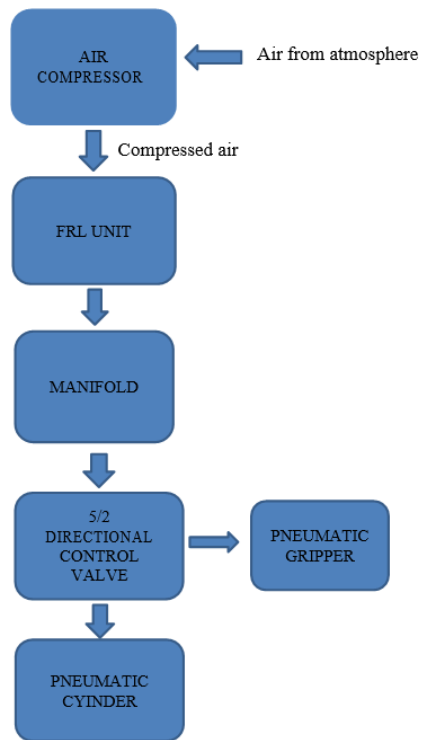 AIR
COMPRESSOR
Air from atmosphere
Compressed air
FRL UNIT
MANIFOLD
5/2
DIRECTIONAL
CONTROL
VALVE
PNEUMATIC
GRIPPER
PNEUMATIC
CYINDER